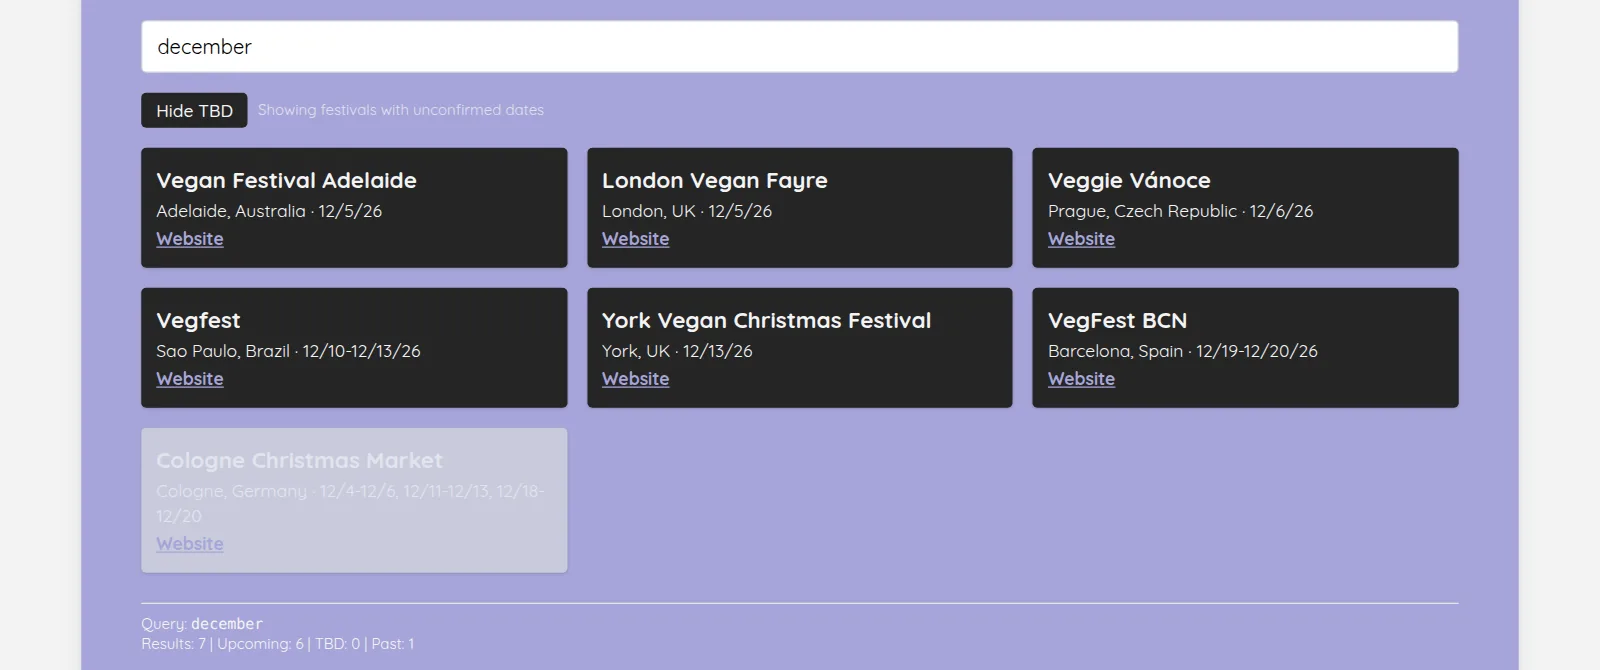 december
Hide TBD Showing festivals with unconfirmed dates
Vegan Festival Adelaide
Adelaide, Australia · 12/5/26
Website
London Vegan Fayre
London, UK · 12/5/26
Website
Veggie Vánoce
Prague, Czech Republic · 12/6/26
Website
Vegfest
Sao Paulo, Brazil · 12/10-12/13/26
Website
York Vegan Christmas Festival
York, UK · 12/13/26
Website
VegFest BCN
Barcelona, Spain · 12/19-12/20/26
Website
Cologne Christmas Market
Cologne, Germany · 12/4-12/6, 12/11-12/13, 12/18-
12/20
Website
Query: december
Results: 7 | Upcoming: 6 | TBD: 0 | Past: 1